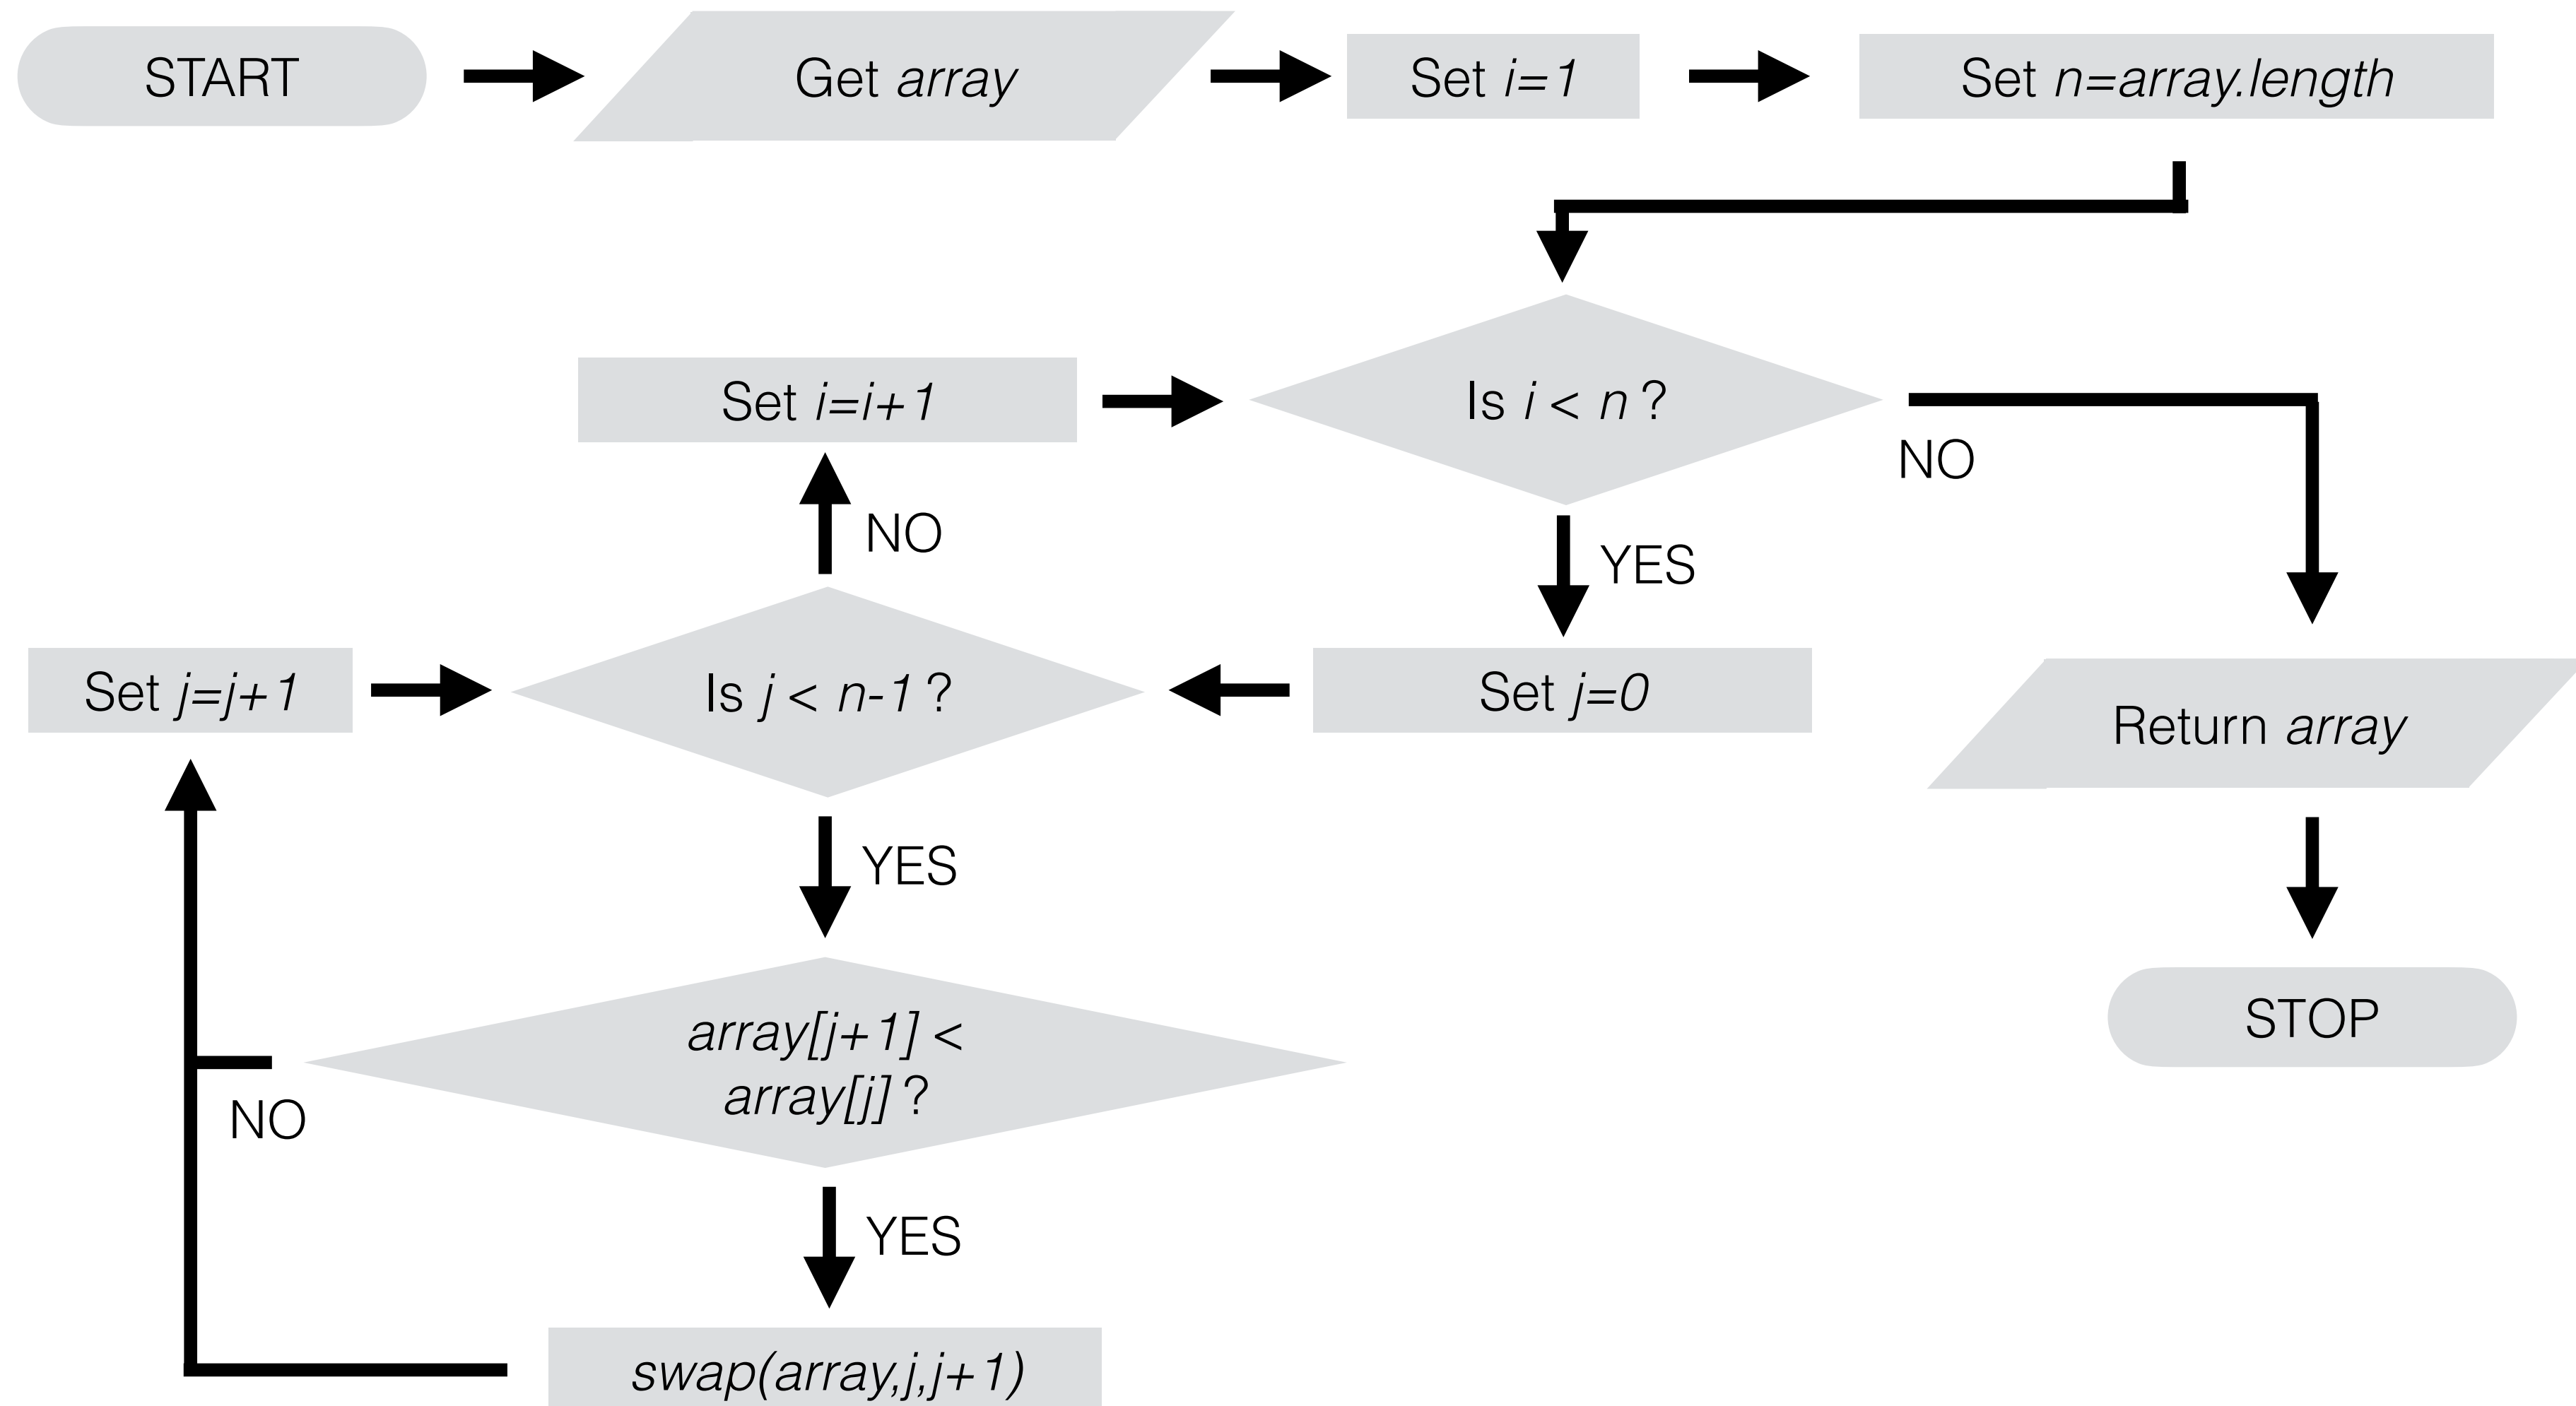 START
Get array
Set i=1
Set n=array.length
Set i=i+1
Is i < n ?
NO
NO
YES
Set j=j+1
Is j < n-1 ?
Set j=0
Return array
YES
array[j+1] <
array[j] ?
STOP
NO
YES
swap(array,j,j+1)